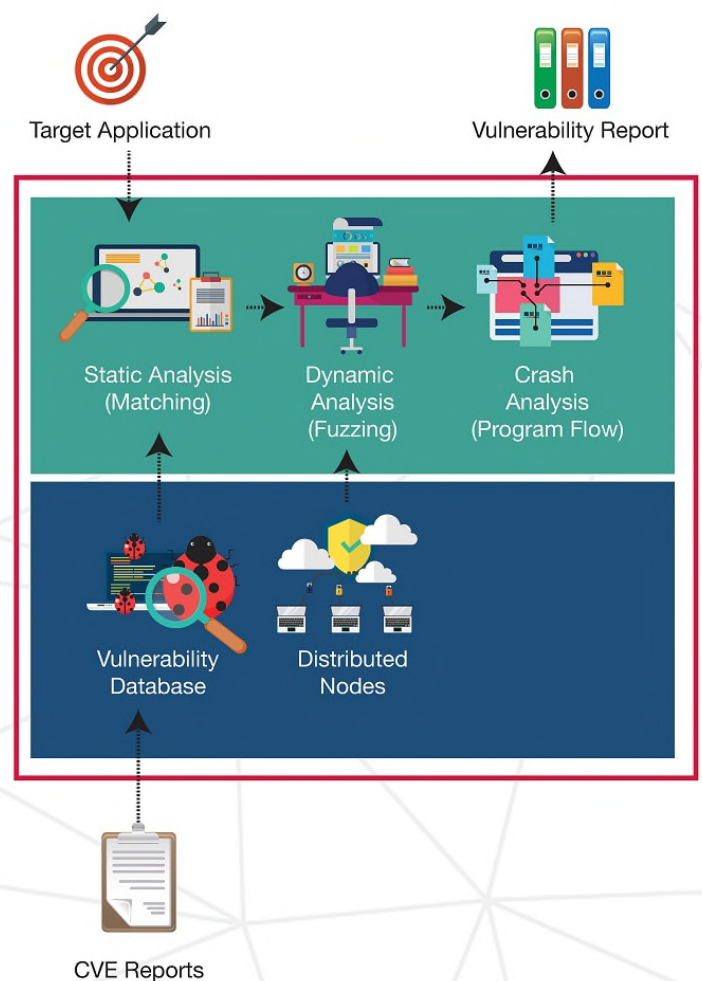 Target Application
Vulnerability Report
Static Analysis
(Matching)
Dynamic
Analysis
(Fuzzing)
Crash
Analysis
(Program Flow)
Vulnerability
Database
Distributed
Nodes
CVE Reports